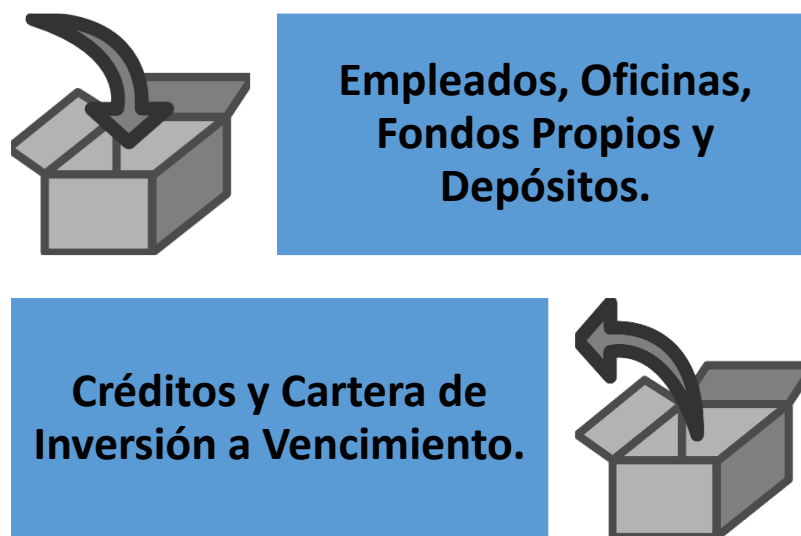 Empleados, Oficinas,
Fondos Propios y
Depósitos.
Créditos y Cartera de
Inversión a Vencimiento.